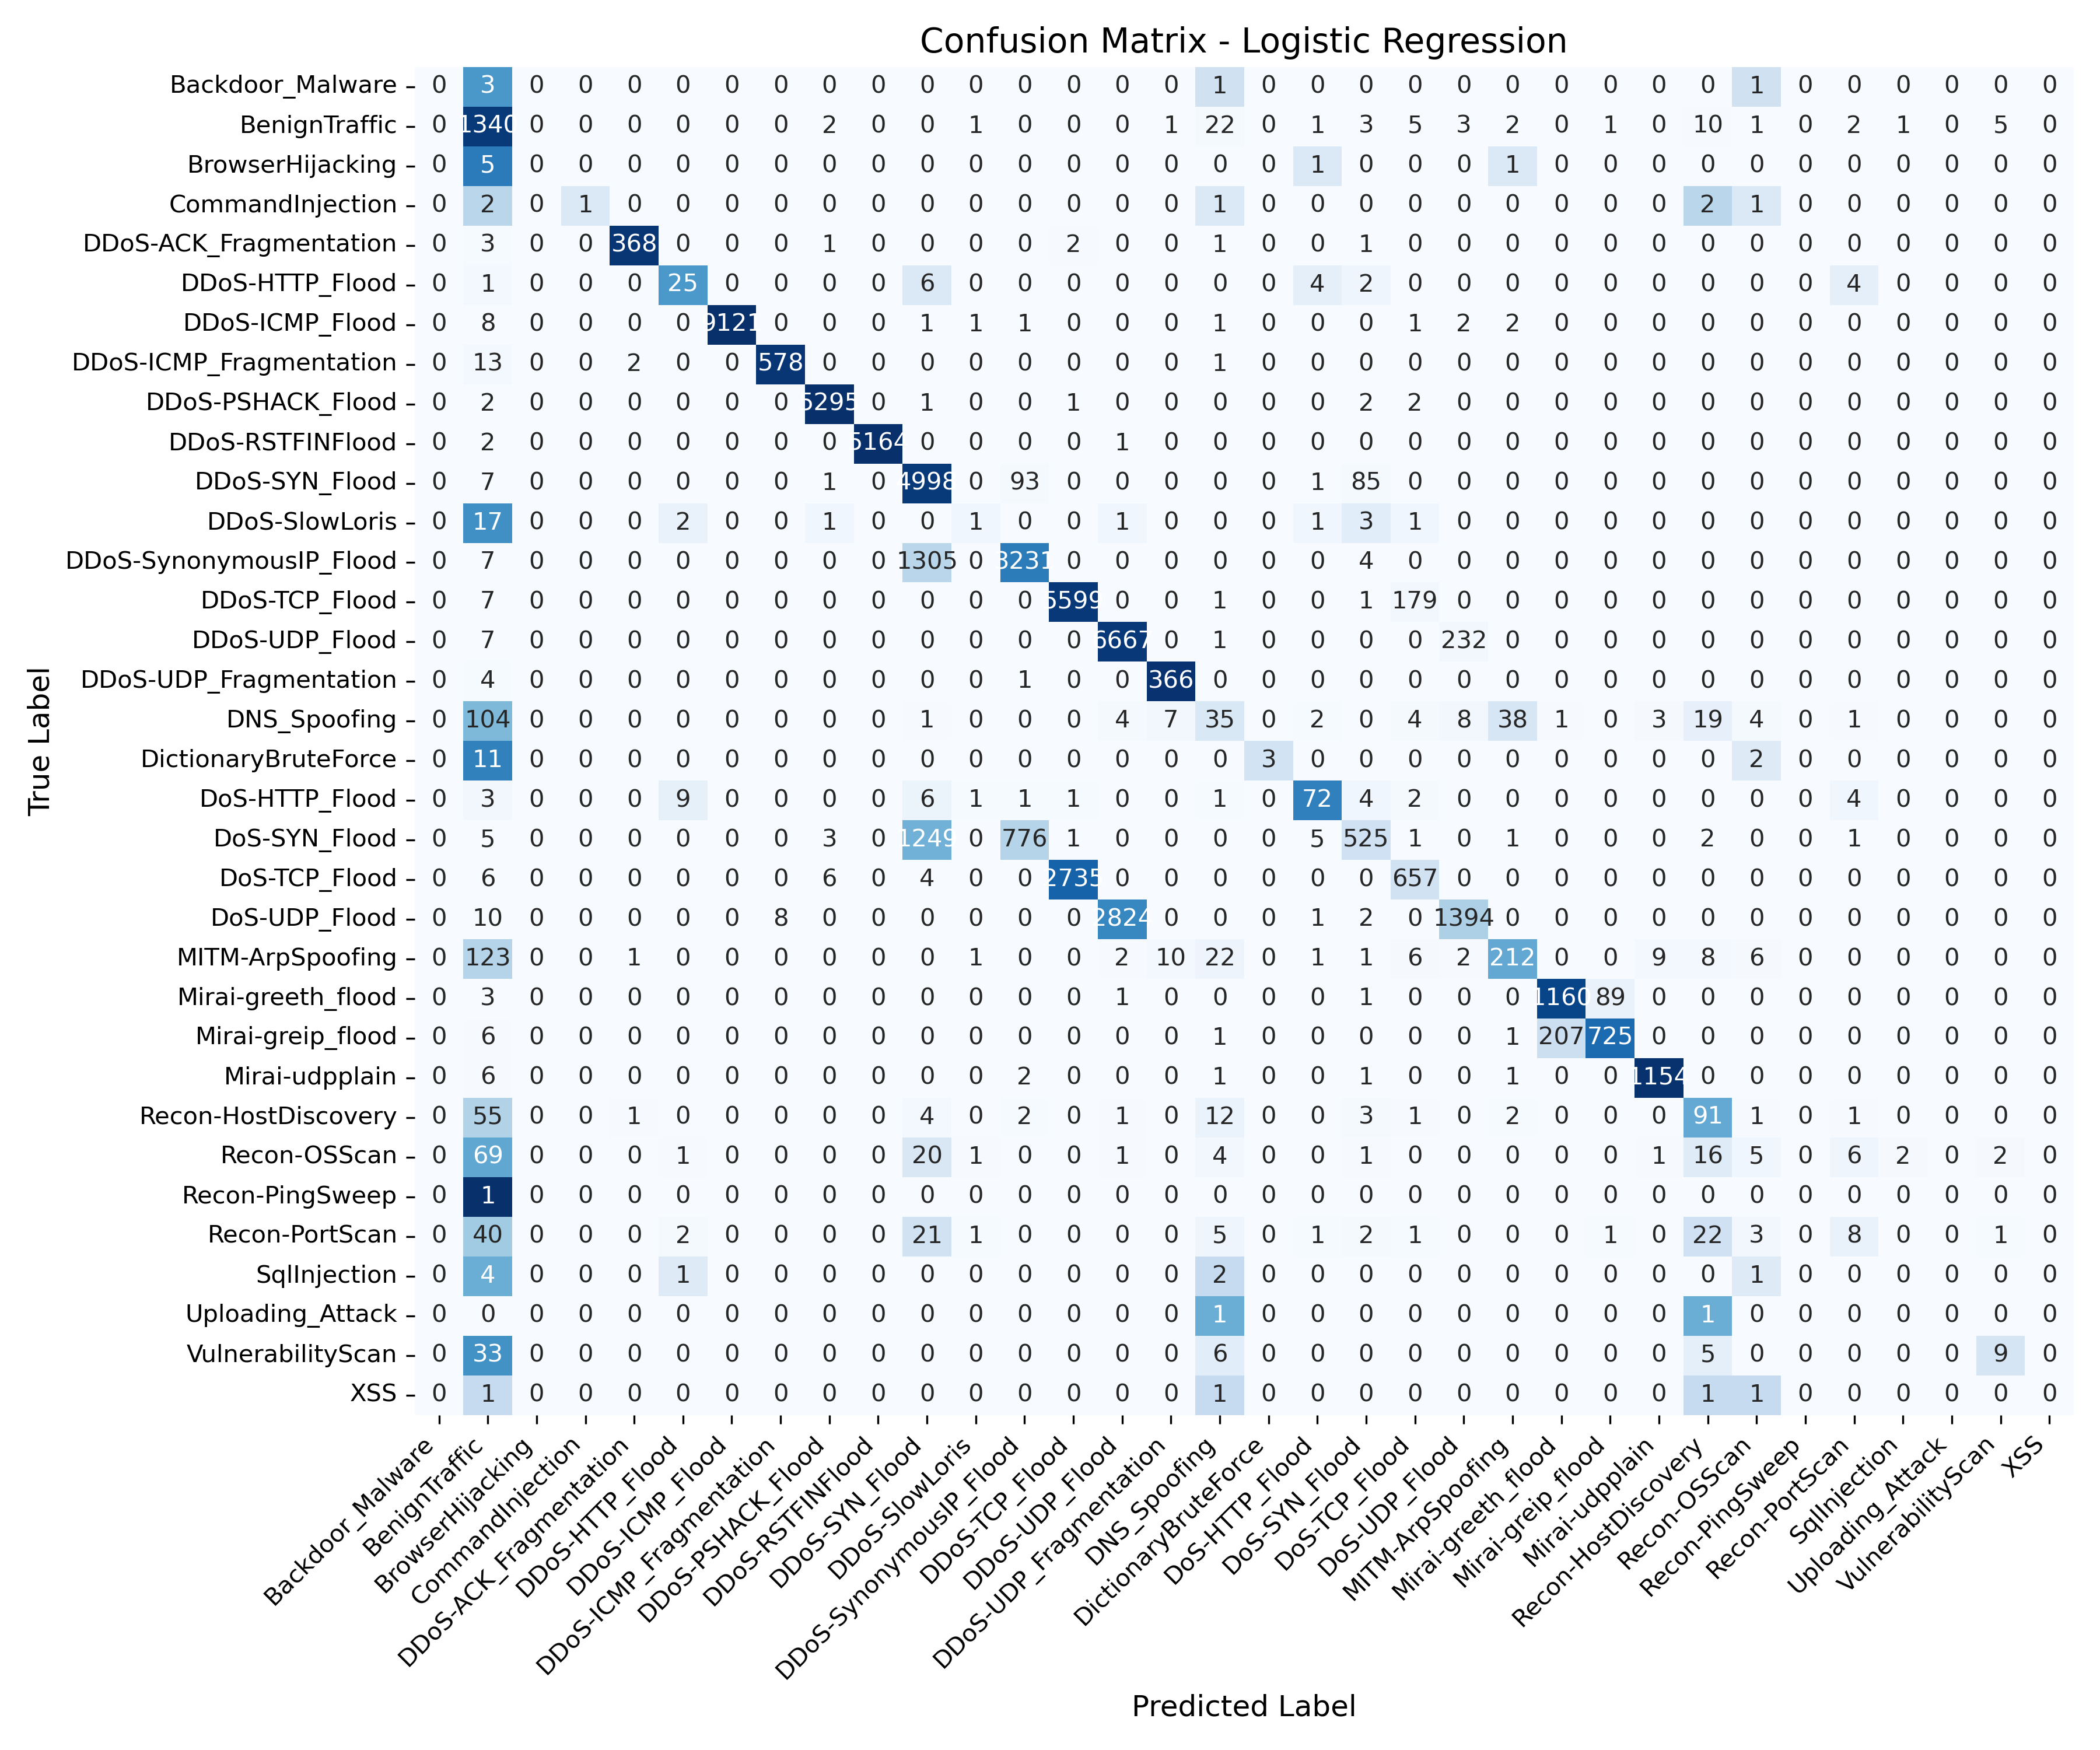 Confusion Matrix - Logistic Regression
Backdoor_Malware 0 3 0 0 0 0 0 0 0 0 0 0 0 0 0 0 1 0 0 0 0 0 0 0 0 0 0 1 0 0 0 0 0 0
BenignTraffic 0 1340 0 0 0 0 0 0 2 0 0 1 0 0 0 1 22 0 1 3 5 3 2 0 1 0 10 1 0 2 1 0 5 0
BrowserHijacking 0 5 0 0 0 0 0 0 0 0 0 0 0 0 0 0 0 0 1 0 0 0 1 0 0 0 0 0 0 0 0 0 0 0
CommandInjection 0 2 0 1 0 0 0 0 0 0 0 0 0 0 0 0 1 0 0 0 0 0 0 0 0 0 2 1 0 0 0 0 0 0
DDoS-ACK_Fragmentation 0 3 0 0 368 0 0 0 1 0 0 0 0 2 0 0 1 0 0 1 0 0 0 0 0 0 0 0 0 0 0 0 0 0
DDoS-HTTP_Flood 0 1 0 0 0 25 0 0 0 0 6 0 0 0 0 0 0 0 4 2 0 0 0 0 0 0 0 0 0 4 0 0 0 0
DDoS-ICMP_Flood 0 8 0 0 0 0 9121 0 0 0 1 1 1 0 0 0 1 0 0 0 1 2 2 0 0 0 0 0 0 0 0 0 0 0
DDoS-ICMP_Fragmentation 0 13 0 0 2 0 0 578 0 0 0 0 0 0 0 0 1 0 0 0 0 0 0 0 0 0 0 0 0 0 0 0 0 0
DDoS-PSHACK_Flood 0 2 0 0 0 0 0 0 5295 0 1 0 0 1 0 0 0 0 0 2 2 0 0 0 0 0 0 0 0 0 0 0 0 0
DDoS-RSTFINFlood 0 2 0 0 0 0 0 0 0 5164 0 0 0 0 1 0 0 0 0 0 0 0 0 0 0 0 0 0 0 0 0 0 0 0
DDoS-SYN_Flood 0 7 0 0 0 0 0 0 1 0 4998 0 93 0 0 0 0 0 1 85 0 0 0 0 0 0 0 0 0 0 0 0 0 0
DDoS-SlowLoris 0 17 0 0 0 2 0 0 1 0 0 1 0 0 1 0 0 0 1 3 1 0 0 0 0 0 0 0 0 0 0 0 0 0
DDoS-SynonymousIP_Flood 0 7 0 0 0 0 0 0 0 0 1305 0 3231 0 0 0 0 0 0 4 0 0 0 0 0 0 0 0 0 0 0 0 0 0
DDoS-TCP_Flood 0 7 0 0 0 0 0 0 0 0 0 0 0 5599 0 0 1 0 0 1 179 0 0 0 0 0 0 0 0 0 0 0 0 0
DDoS-UDP_Flood 0 7 0 0 0 0 0 0 0 0 0 0 0 0 6667 0 1 0 0 0 0 232 0 0 0 0 0 0 0 0 0 0 0 0
DDoS-UDP_Fragmentation 0 4 0 0 0 0 0 0 0 0 0 0 1 0 0 366 0 0 0 0 0 0 0 0 0 0 0 0 0 0 0 0 0 0
DNS_Spoofing 0 104 0 0 0 0 0 0 0 0 1 0 0 0 4 7 35 0 2 0 4 8 38 1 0 3 19 4 0 1 0 0 0 0
DictionaryBruteForce 0 11 0 0 0 0 0 0 0 0 0 0 0 0 0 0 0 3 0 0 0 0 0 0 0 0 0 2 0 0 0 0 0 0
DoS-HTTP_Flood 0 3 0 0 0 9 0 0 0 0 6 1 1 1 0 0 1 0 72 4 2 0 0 0 0 0 0 0 0 4 0 0 0 0
DoS-SYN_Flood 0 5 0 0 0 0 0 0 3 0 1249 0 776 1 0 0 0 0 5 525 1 0 1 0 0 0 2 0 0 1 0 0 0 0
DoS-TCP_Flood 0 6 0 0 0 0 0 0 6 0 4 0 0 2735 0 0 0 0 0 0 657 0 0 0 0 0 0 0 0 0 0 0 0 0
DoS-UDP_Flood 0 10 0 0 0 0 0 8 0 0 0 0 0 0 2824 0 0 0 1 2 0 1394 0 0 0 0 0 0 0 0 0 0 0 0
MITM-ArpSpoofing 0 123 0 0 1 0 0 0 0 0 0 1 0 0 2 10 22 0 1 1 6 2 212 0 0 9 8 6 0 0 0 0 0 0
Mirai-greeth_flood 0 3 0 0 0 0 0 0 0 0 0 0 0 0 1 0 0 0 0 1 0 0 0 1160 89 0 0 0 0 0 0 0 0 0
Mirai-greip_flood 0 6 0 0 0 0 0 0 0 0 0 0 0 0 0 0 1 0 0 0 0 0 1 207 725 0 0 0 0 0 0 0 0 0
Mirai-udpplain 0 6 0 0 0 0 0 0 0 0 0 0 2 0 0 0 1 0 0 1 0 0 1 0 0 1154 0 0 0 0 0 0 0 0
Recon-HostDiscovery 0 55 0 0 1 0 0 0 0 0 4 0 2 0 1 0 12 0 0 3 1 0 2 0 0 0 91 1 0 1 0 0 0 0
Recon-OSScan 0 69 0 0 0 1 0 0 0 0 20 1 0 0 1 0 4 0 0 1 0 0 0 0 0 1 16 5 0 6 2 0 2 0
Recon-PingSweep 0 1 0 0 0 0 0 0 0 0 0 0 0 0 0 0 0 0 0 0 0 0 0 0 0 0 0 0 0 0 0 0 0 0
Recon-PortScan 0 40 0 0 0 2 0 0 0 0 21 1 0 0 0 0 5 0 1 2 1 0 0 0 1 0 22 3 0 8 0 0 1 0
SqlInjection 0 4 0 0 0 1 0 0 0 0 0 0 0 0 0 0 2 0 0 0 0 0 0 0 0 0 0 1 0 0 0 0 0 0
Uploading_Attack 0 0 0 0 0 0 0 0 0 0 0 0 0 0 0 0 1 0 0 0 0 0 0 0 0 0 1 0 0 0 0 0 0 0
VulnerabilityScan 0 33 0 0 0 0 0 0 0 0 0 0 0 0 0 0 6 0 0 0 0 0 0 0 0 0 5 0 0 0 0 0 9 0
XSS 0 1 0 0 0 0 0 0 0 0 0 0 0 0 0 0 1 0 0 0 0 0 0 0 0 0 1 1 0 0 0 0 0 0
True Label
Backdoor_Malware
BenignTraffic
BrowserHijacking
CommandInjection
DDoS-ACK_Fragmentation
DDoS-HTTP_Flood
DDoS-ICMP_Flood
DDoS-ICMP_Fragmentation
DDoS-PSHACK_Flood
DDoS-RSTFINFlood
DDoS-SYN_Flood
DDoS-SlowLoris
DDoS-SynonymousIP_Flood
DDoS-TCP_Flood
DDoS-UDP_Flood
DDoS-UDP_Fragmentation
DNS_Spoofing
DictionaryBruteForce
DoS-HTTP_Flood
DoS-SYN_Flood
DoS-TCP_Flood
DoS-UDP_Flood
MITM-ArpSpoofing
Mirai-greeth_flood
Mirai-greip_flood
Mirai-udpplain
Recon-HostDiscovery
Recon-OSScan
Recon-PingSweep
Recon-PortScan
SqlInjection
Uploading_Attack
VulnerabilityScan
XSS
Predicted Label